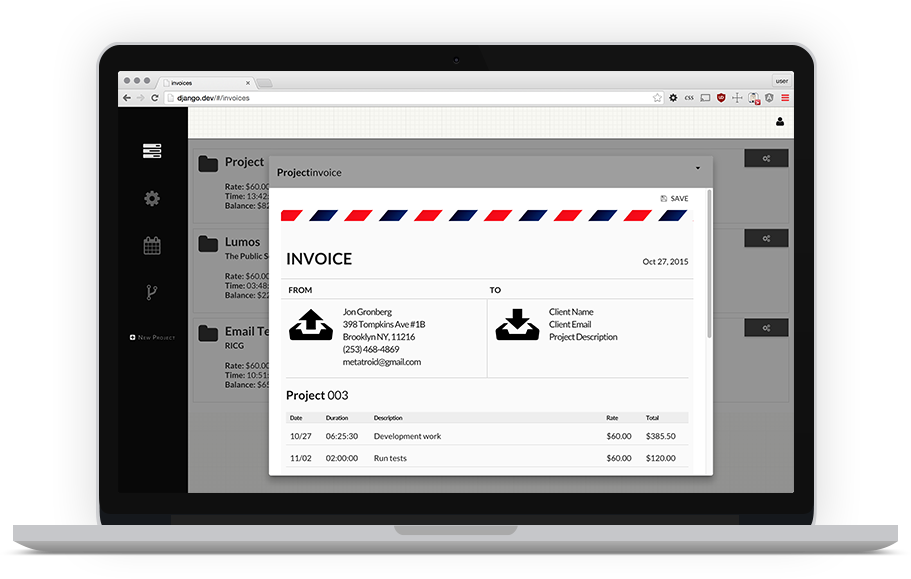 invoices
user
django.dev/#/invoices
css
Project
Rate: $60.00
Time: 13:42:
Balance: $82
Lumos
The Public S
Rate: $60.0
Time: 03:48:
Balance: $22
Email Te
RICG
Rate: $60.0
Time: 10:51:
Balance: $65
New Project
Projectinvoice
SAVE
INVOICE
Oct 27, 2015
FROM
TO
Jon Gronberg
398 Tompkins Ave #1B
Brooklyn NY, 11216
(253) 468-4869
metatroid@gmail.com
Client Name
Client Email
Project Description
Project 003
Date Duration Description Rate Total
10/27 06:25:30 Development work $60.00 $385.50
11/02 02:00:00 Run tests $60.00 $120.00